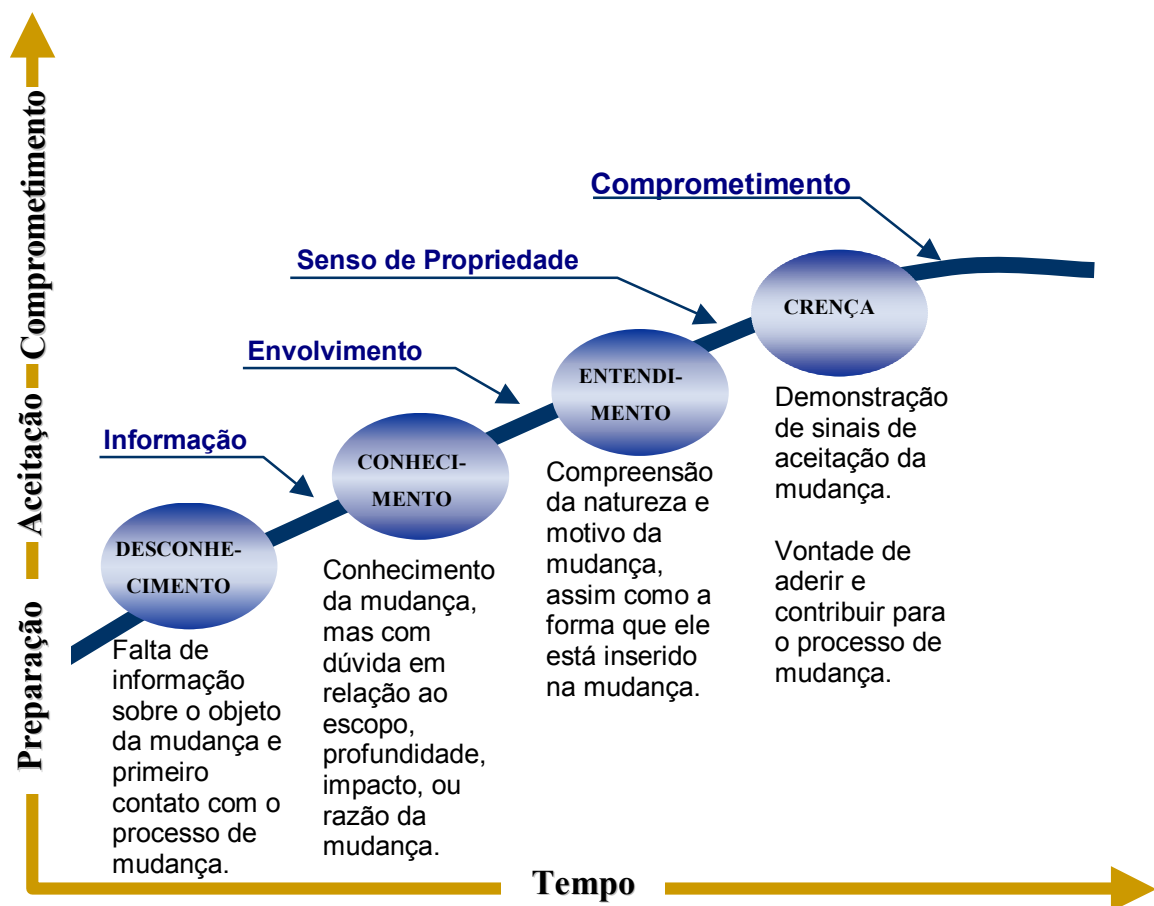 Comprometimento
Aceitação
Preparação
Comprometimento
Senso de Propriedade
CRENÇA
Demonstração
de sinais de
aceitação da
mudança.
Vontade de
aderir e
contribuir para
o processo de
mudança.
Envolvimento
ENTENDI-
MENTO
Compreensão
da natureza e
motivo da
mudança,
assim como a
forma que ele
está inserido
na mudança.
Informação
CONHECI-
MENTO
Conhecimento
da mudança,
mas com
dúvida em
relação ao
escopo,
profundidade,
impacto, ou
razão da
mudança.
DESCONHE-
CIMENTO
Falta de
informação
sobre o objeto
da mudança e
primeiro
contato com o
processo de
mudança.
Tempo